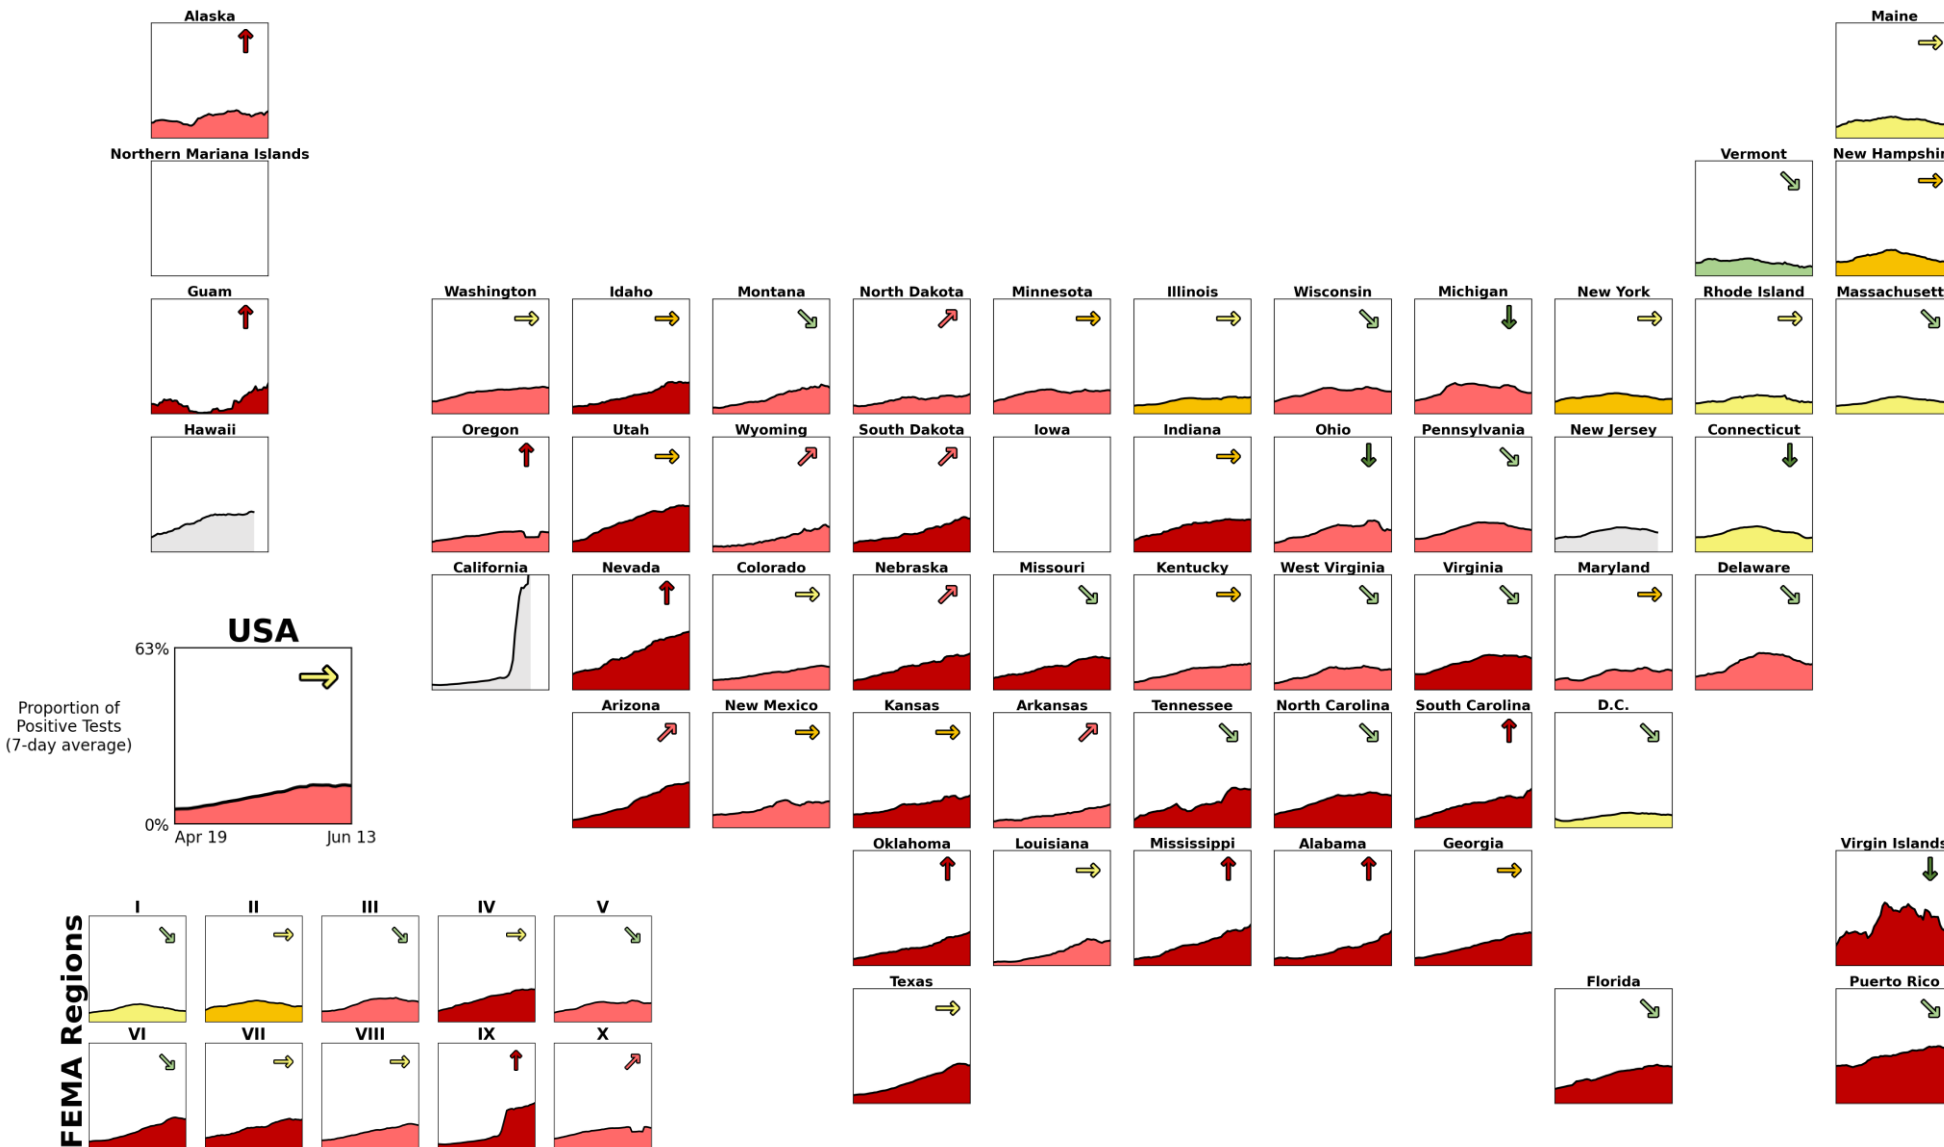 Alaska
Maine
Northern Mariana Islands
Vermont
New Hampshir
Guam
Washington
Idaho
Montana
North Dakota
Minnesota
Illinois
Wisconsin
Michigan
New York
Rhode Island
Massachusett
Hawaii
Oregon
Utah
Wyoming
South Dakota
Iowa
Indiana
Ohio
Pennsylvania
New Jersey
Connecticut
California
Nevada
Colorado
Nebraska
Missouri
Kentucky
West Virginia
Virginia
Maryland
Delaware
USA
63%
Proportion of
Positive Tests
(7-day average)
0%
Apr 19
Jun 13
Arizona
New Mexico
Kansas
Arkansas
Tennessee
North Carolina
South Carolina
D.C.
Oklahoma
Louisiana
Mississippi
Alabama
Georgia
Virgin Islands
Texas
Florida
Puerto Rico
FEMA Regions
I
II
III
IV
V
VI
VII
VIII
IX
X